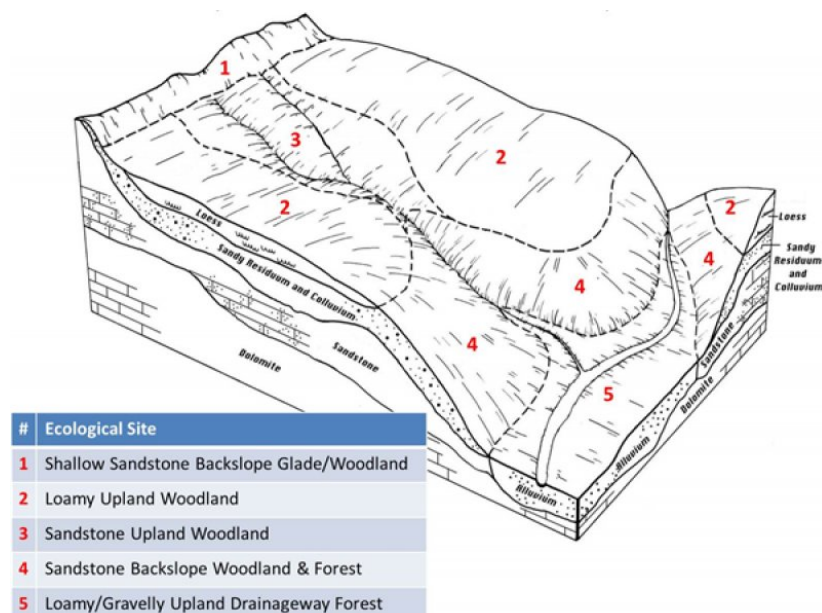 1
3
2
2
Loess
Sandy Residuum and Colluvium
Sandstone
Dolomite
4
4
2
4
Loess
Sandy
Residuum
and
Colluvium
Sandstone
Dolomite
5
Alluvium
Alluvium
# Ecological Site
1 Shallow Sandstone Backslope Glade/Woodland
2 Loamy Upland Woodland
3 Sandstone Upland Woodland
4 Sandstone Backslope Woodland & Forest
5 Loamy/Gravelly Upland Drainageway Forest